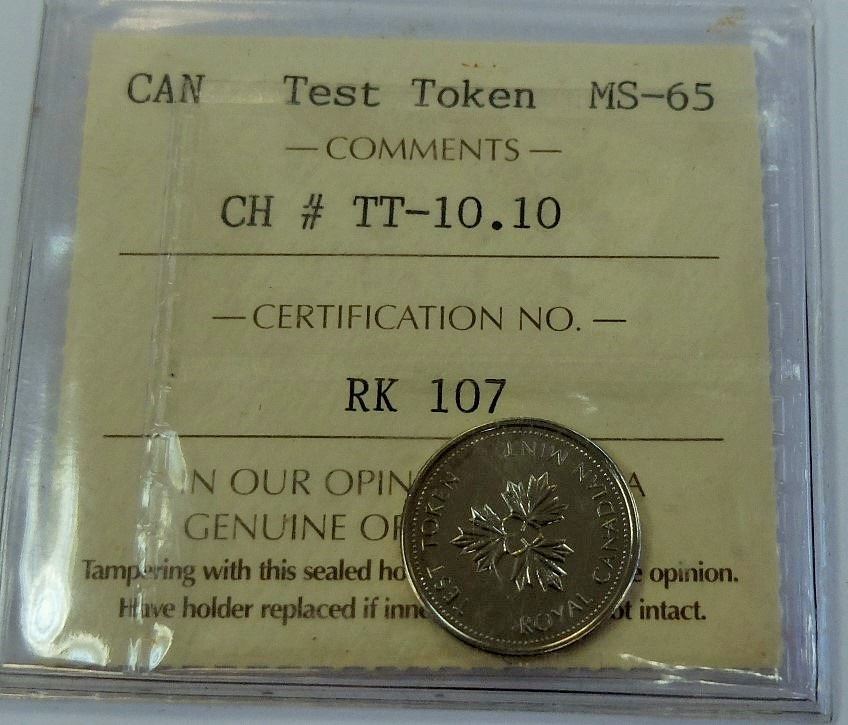 CAN Test Token MS-65
— COMMENTS —
CH # TT-10.10
— CERTIFICATION NO. —
RK 107
IN OUR OPIN A
GENUINE OF
Tampering with this sealed ho e opinion.
Have holder replaced if inne ot intact.
TEST TOKEN
ROYAL CANADIAN MINT